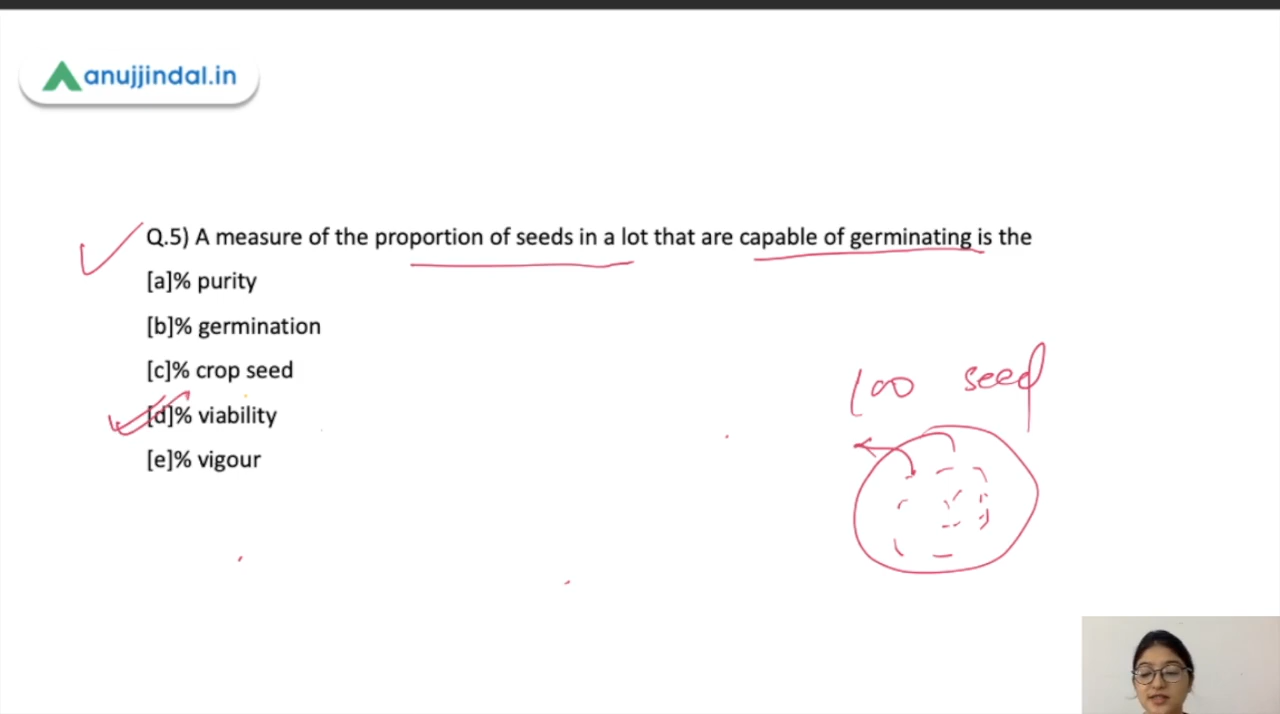 anujjindal.in
Q.5) A measure of the proportion of seeds in a lot that are capable of germinating is the
[a]% purity
[b]% germination
[c]% crop seed
[d]% viability
[e]% vigour
100 seed